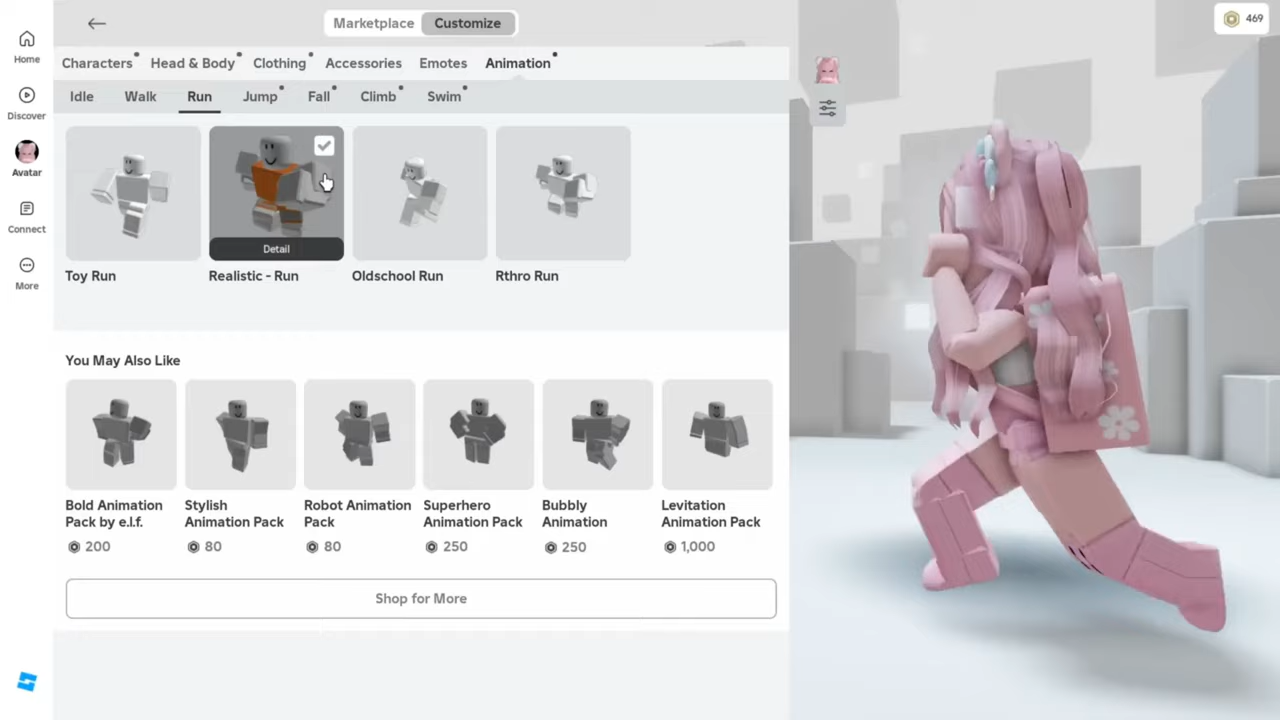 Marketplace Customize
469
Home
Discover
Avatar
Connect
More
Characters Head & Body Clothing Accessories Emotes Animation
Idle Walk Run Jump Fall Climb Swim
Detail
Toy Run Realistic - Run Oldschool Run Rthro Run
You May Also Like
Bold Animation
Pack by e.l.f.
200
Stylish
Animation Pack
80
Robot Animation
Pack
80
Superhero
Animation Pack
250
Bubbly
Animation
250
Levitation
Animation Pack
1,000
Shop for More